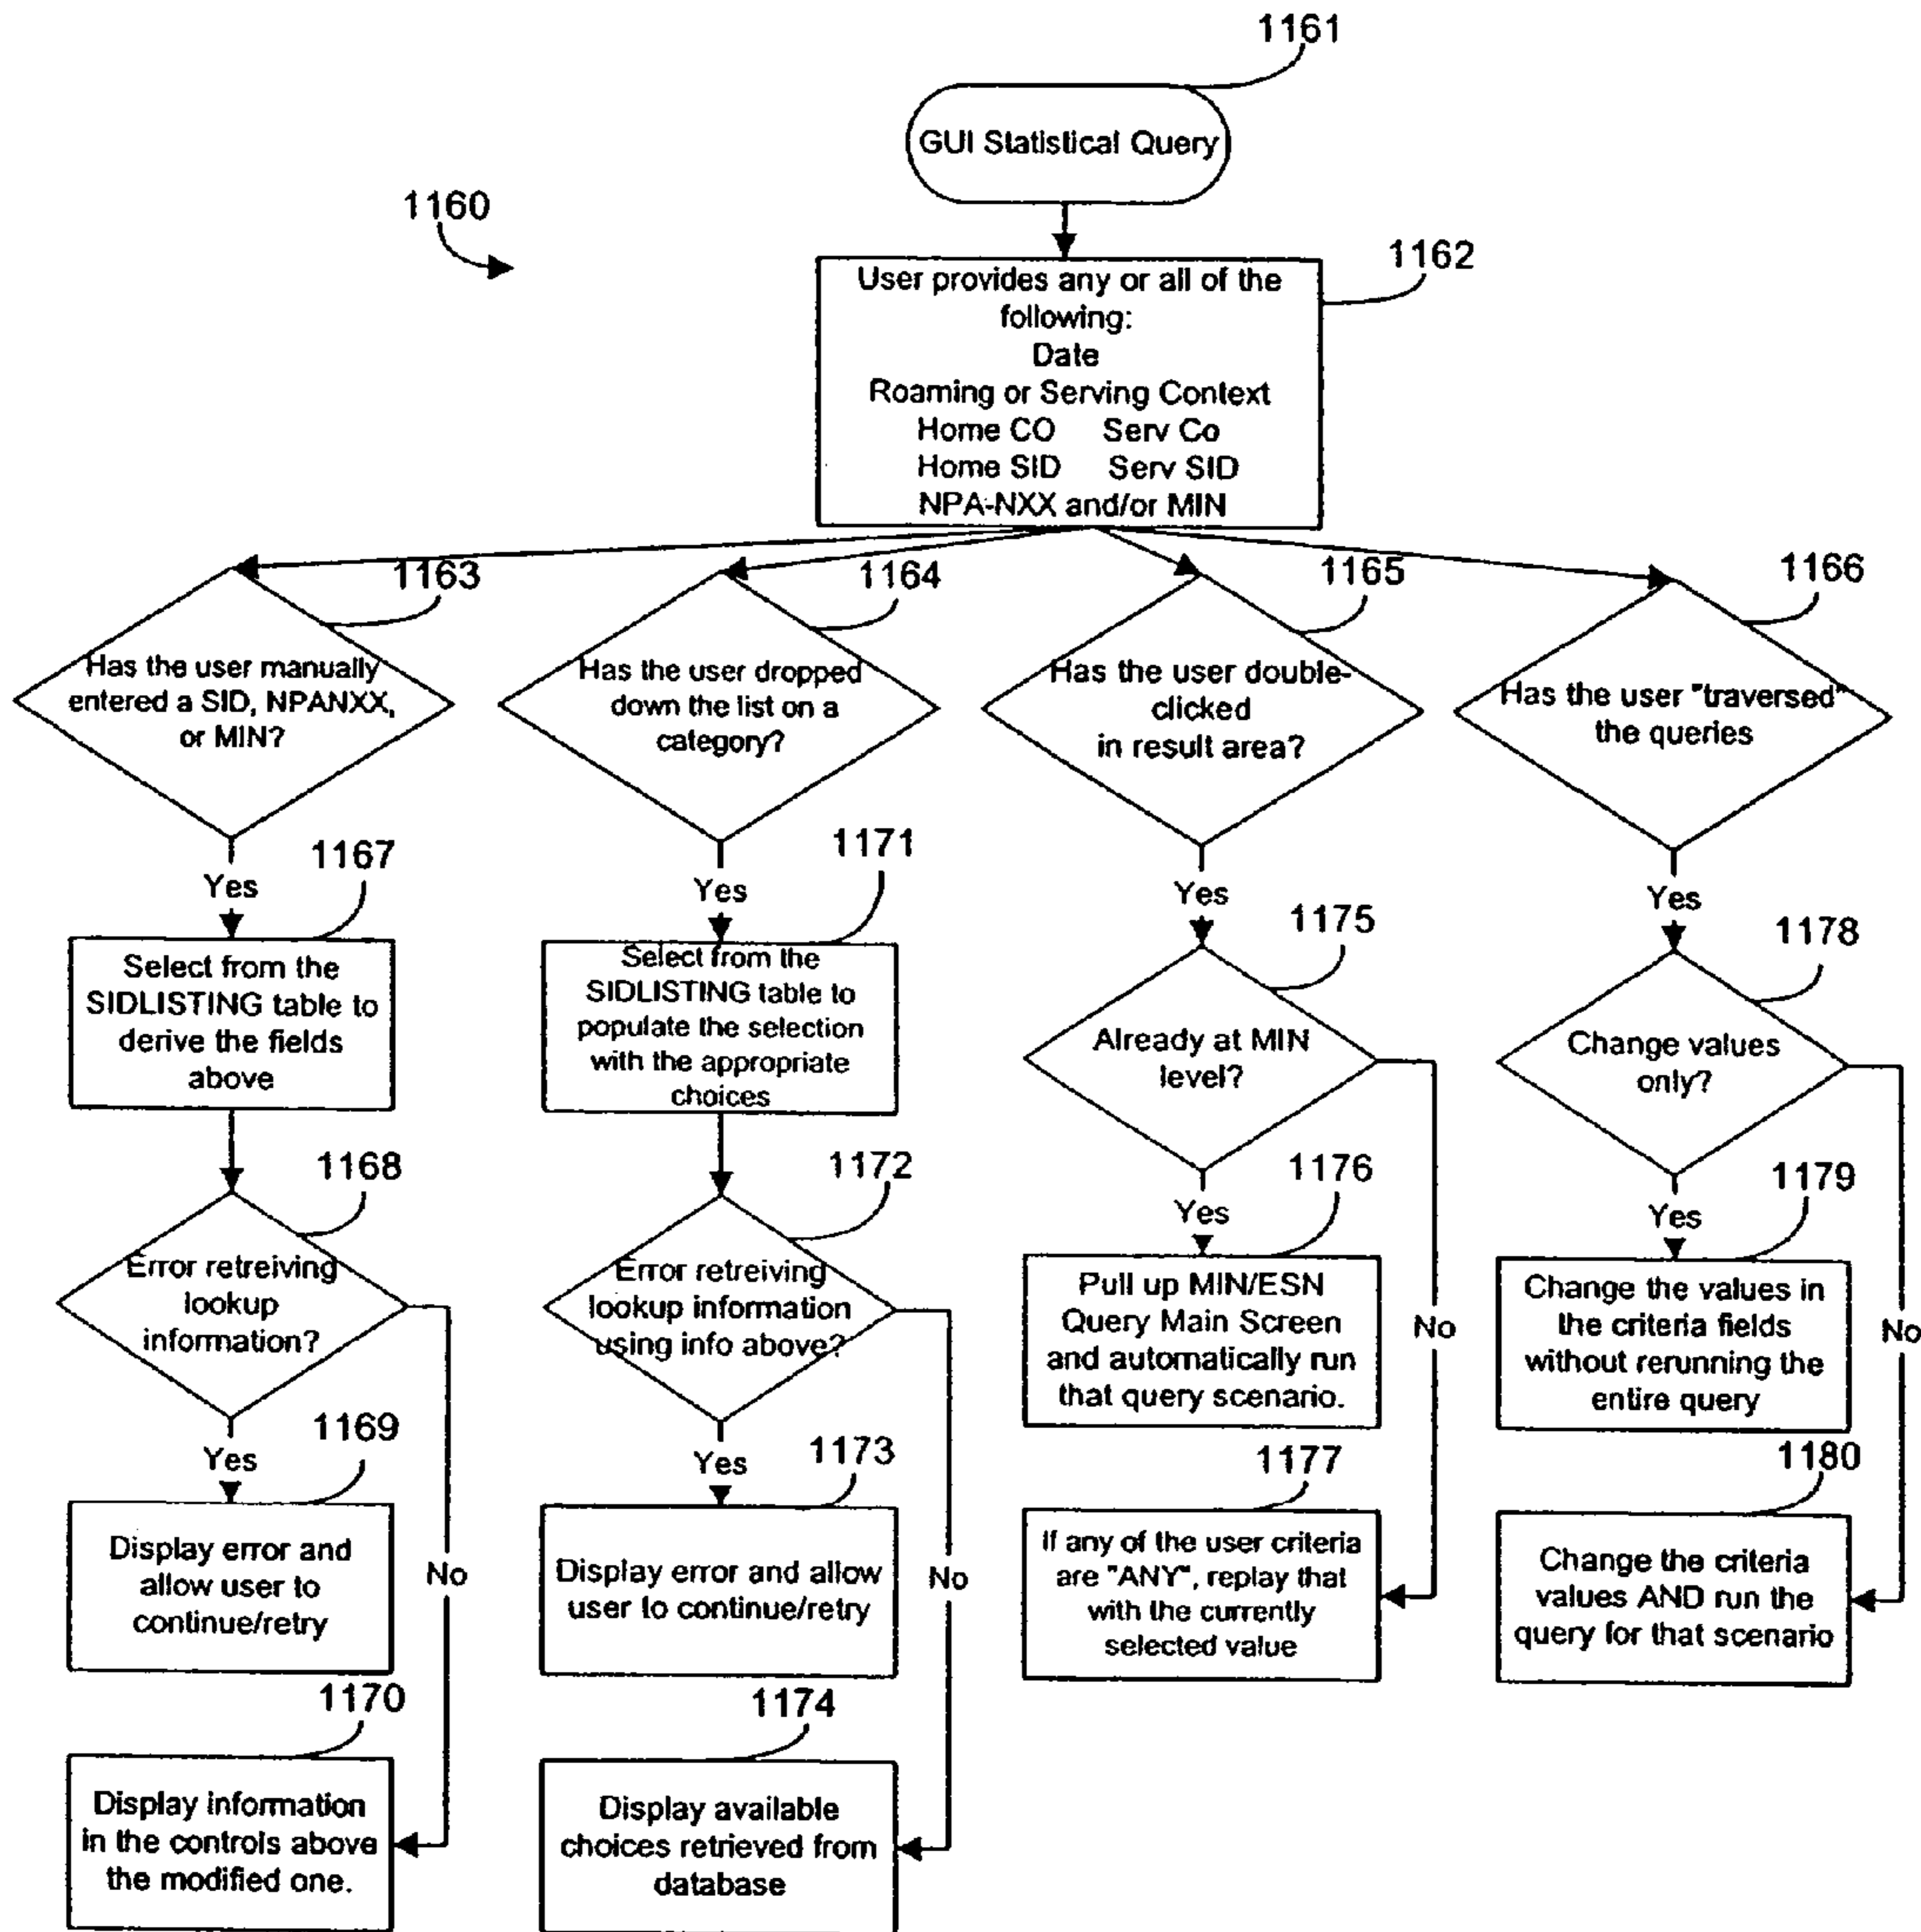 1161
GUI Statistical Query
1160
1162
User provides any or all of the
following:
Date
Roaming or Serving Context
Home CO Serv Co
Home SID Serv SID
NPA-NXX and/or MIN
1163
1164
1165
1166
Has the user manually
entered a SID, NPANXX,
or MIN?
Has the user dropped
down the list on a
category?
Has the user double-
clicked
in result area?
Has the user "traversed"
the queries
Yes
1167
Yes
1171
Yes
1175
Yes
1178
Select from the
SIDLISTING table to
derive the fields
above
Select from the
SIDLISTING table to
populate the selection
with the appropriate
choices
Already at MIN
level?
Change values
only?
1168
1172
Yes
1176
Yes
1179
Error retreiving
lookup
information?
Error retreiving
lookup information
using info above?
Pull up MIN/ESN
Query Main Screen
and automatically run
that query scenario.
No
Change the values in
the criteria fields
without rerunning the
entire query
No
Yes
1169
Yes
1173
1177
1180
Display error and
allow user to
continue/retry
No
Display error and allow
user to continue/retry
No
If any of the user criteria
are "ANY", replay that
with the currently
selected value
Change the criteria
values AND run the
query for that scenario
1170
1174
Display information
in the controls above
the modified one.
Display available
choices retrieved from
database